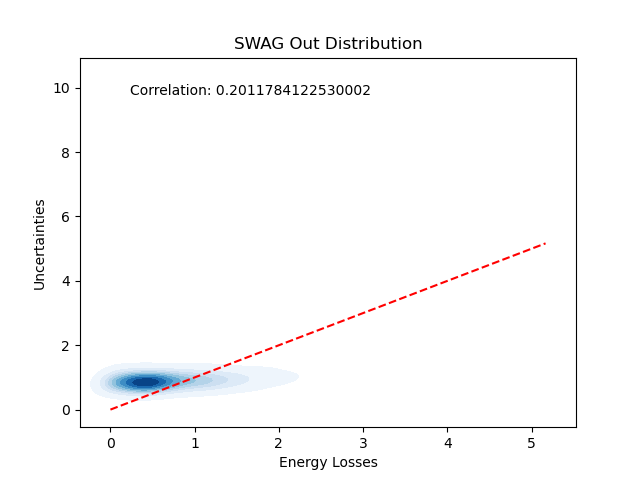 SWAG Out Distribution
Correlation: 0.2011784122530002
10
8
6
4
2
0
Uncertainties
0 1 2 3 4 5
Energy Losses